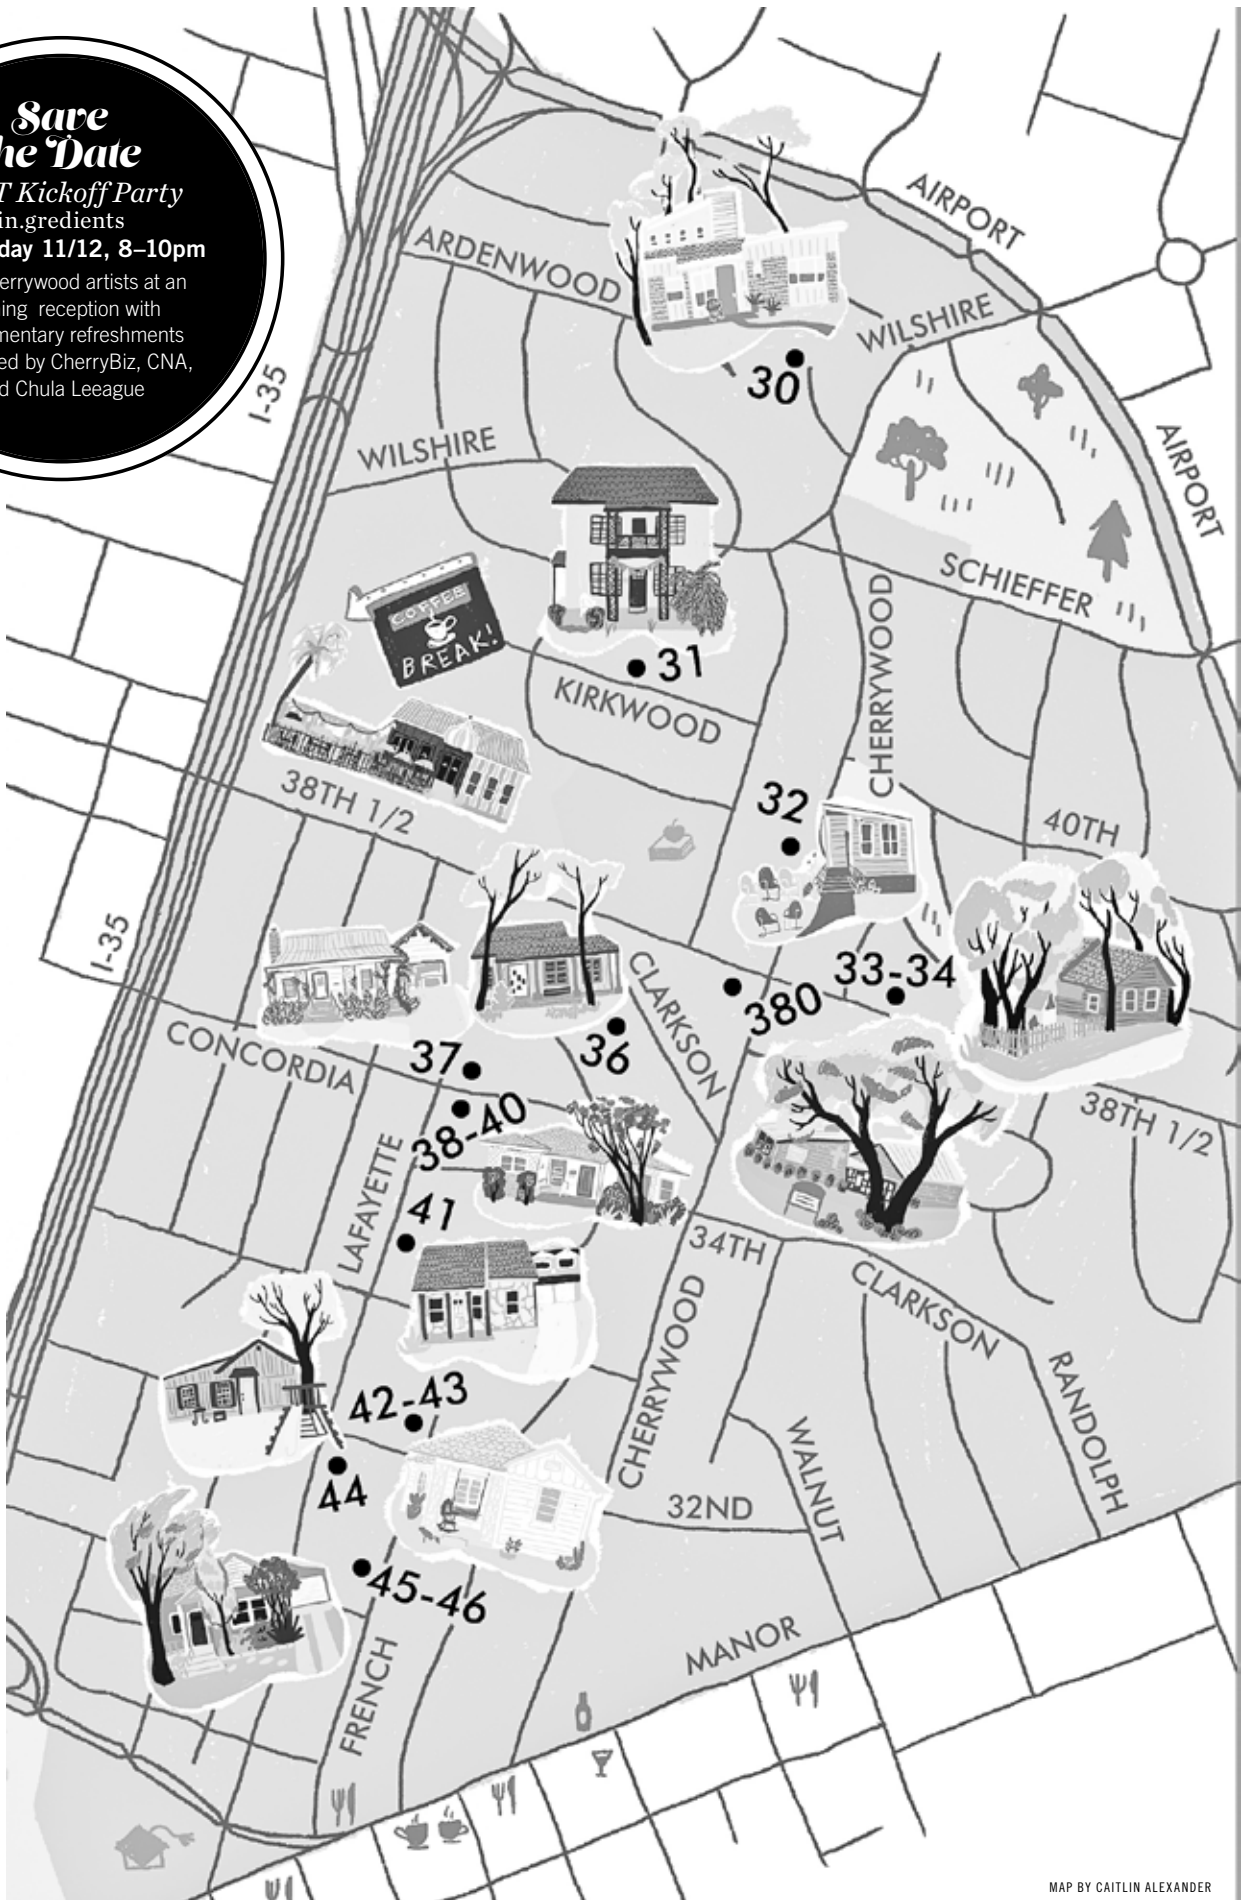 Save
he Date
T Kickoff Party
in.gredients
day 11/12, 8–10pm
errywood artists at an
ing reception with
mentary refreshments
ed by CherryBiz, CNA,
d Chula Leeague
AIRPORT
ARDENWOOD
WILSHIRE
30
I-35
AIRPORT
WILSHIRE
SCHIEFFER
COFFEE
BREAK!
CHERRYWOOD
31
KIRKWOOD
38TH 1/2
32
40TH
I-35
CLARKSON
33-34
380
CONCORDIA
36
37
38TH 1/2
38-40
LAFAYETTE
41
34TH
CLARKSON
CHERRYWOOD
RANDOLPH
42-43
WALNUT
44
32ND
45-46
MANOR
FRENCH
MAP BY CAITLIN ALEXANDER